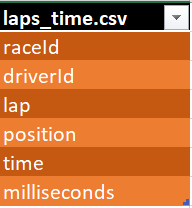 laps_time.csv
raceId
driverId
lap
position
time
milliseconds